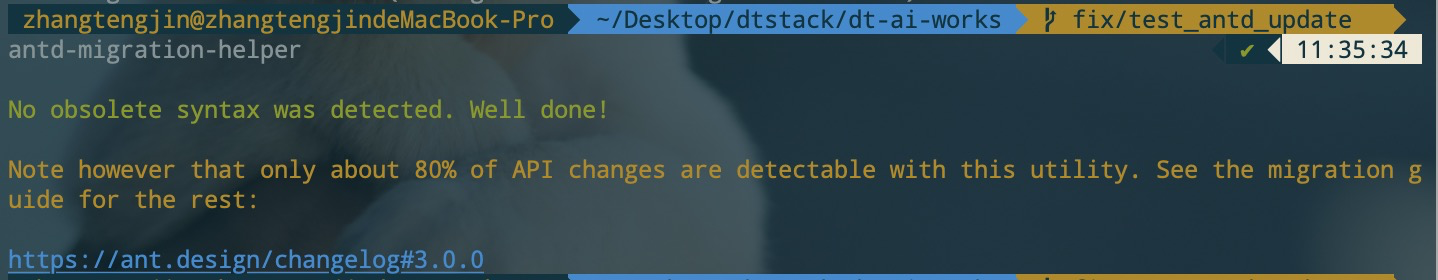 zhangtengjin@zhangtengjindeMacBook-Pro ~/Desktop/dtstack/dt-ai-works fix/test_antd_update
antd-migration-helper ✔ 11:35:34
No obsolete syntax was detected. Well done!
Note however that only about 80% of API changes are detectable with this utility. See the migration g
uide for the rest:
https://ant.design/changelog#3.0.0